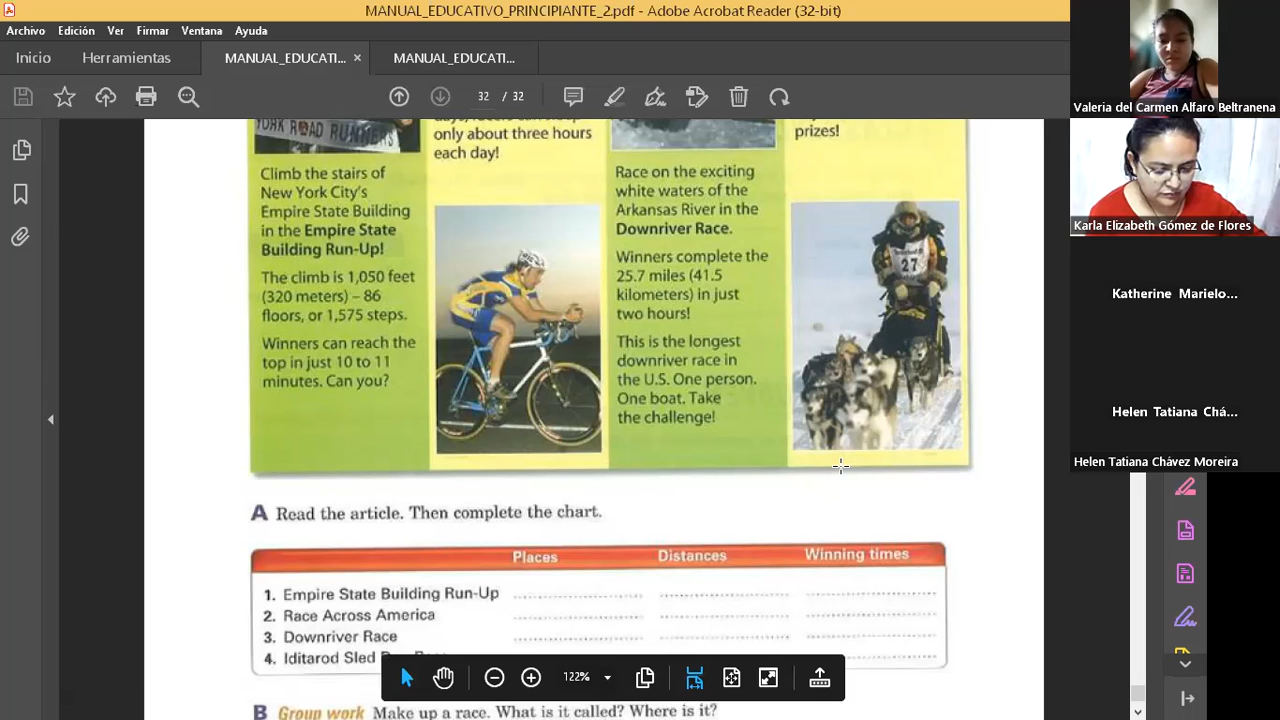 MANUAL_EDUCATIVO_PRINCIPIANTE_2.pdf - Adobe Acrobat Reader (32-bit)
Archivo Edición Ver Firmar Ventana Ayuda
Inicio Herramientas MANUAL_EDUCATI... × MANUAL_EDUCATI...
32 / 32
YORK ROAD RUNNERS
Climb the stairs of
New York City's
Empire State Building
in the Empire State
Building Run-Up!
The climb is 1,050 feet
(320 meters) – 86
floors, or 1,575 steps.
Winners can reach the
top in just 10 to 11
minutes. Can you?
only about three hours
each day!
Race on the exciting
white waters of the
Arkansas River in the
Downriver Race.
Winners complete the
25.7 miles (41.5
kilometers) in just
two hours!
This is the longest
downriver race in
the U.S. One person.
One boat. Take
the challenge!
prizes!
27
A Read the article. Then complete the chart.
Places Distances Winning times
1. Empire State Building Run-Up
2. Race Across America
3. Downriver Race
4. Iditarod Sled
122%
B Group work Make up a race. What is it called? Where is it?
Valeria del Carmen Alfaro Beltranena
Karla Elizabeth Gómez de Flores
Katherine Marielo...
Helen Tatiana Chá...
Helen Tatiana Chávez Moreira